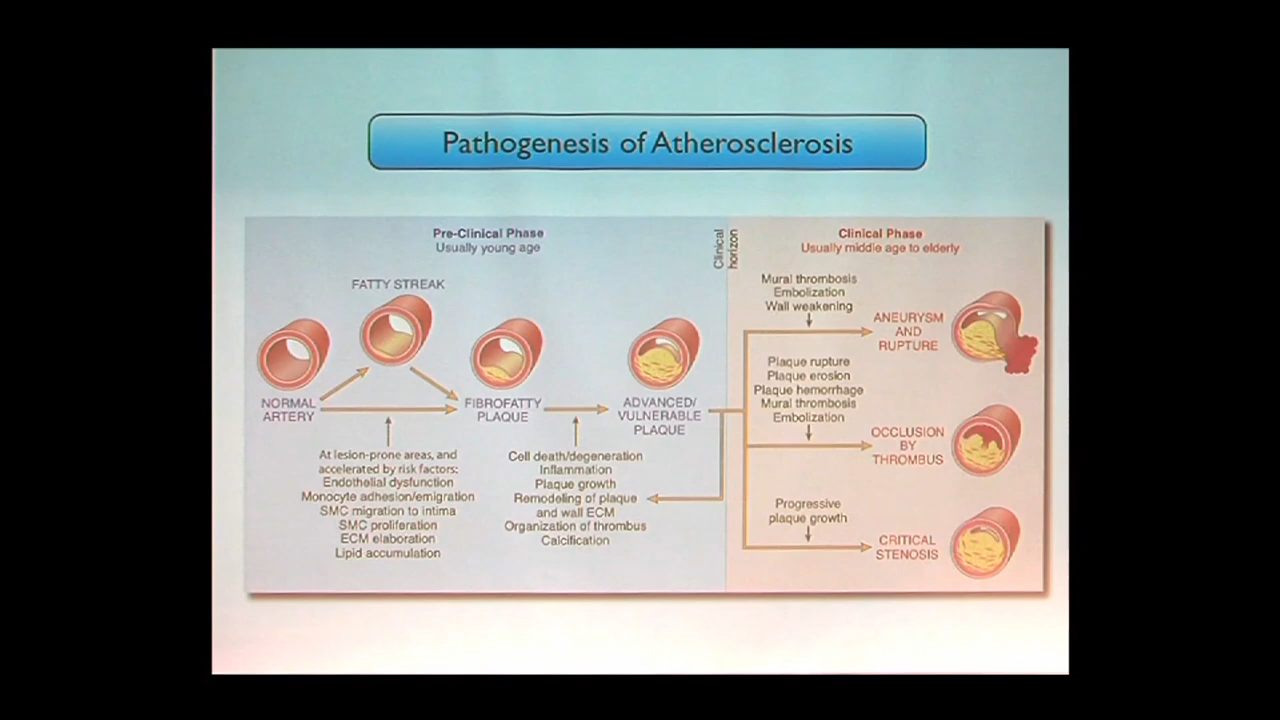 Pathogenesis of Atherosclerosis
Pre-Clinical Phase
Usually young age
Clinical
horizon
Clinical Phase
Usually middle age to elderly
FATTY STREAK
NORMAL
ARTERY
FIBROFATTY
PLAQUE
ADVANCED/
VULNERABLE
PLAQUE
At lesion-prone areas, and
accelerated by risk factors:
Endothelial dysfunction
Monocyte adhesion/emigration
SMC migration to intima
SMC proliferation
ECM elaboration
Lipid accumulation
Cell death/degeneration
Inflammation
Plaque growth
Remodeling of plaque
and wall ECM
Organization of thrombus
Calcification
Mural thrombosis
Embolization
Wall weakening
ANEURYSM
AND
RUPTURE
Plaque rupture
Plaque erosion
Plaque hemorrhage
Mural thrombosis
Embolization
OCCLUSION
BY
THROMBUS
Progressive
plaque growth
CRITICAL
STENOSIS